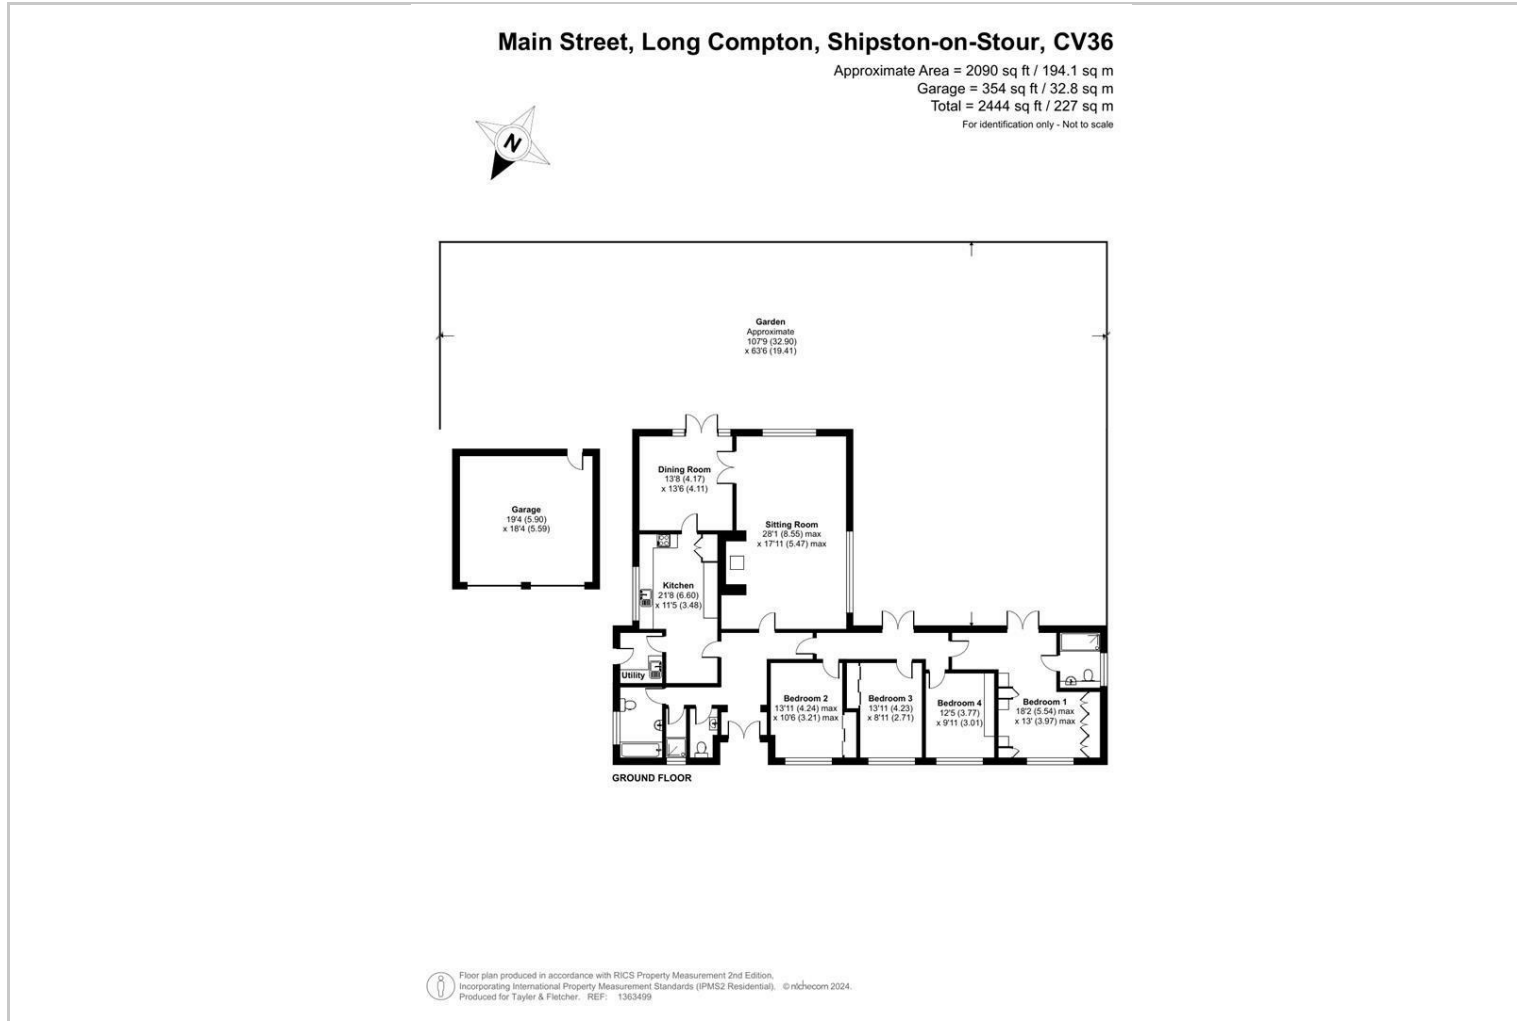 Main Street, Long Compton, Shipston-on-Stour, CV36
Approximate Area = 2090 sq ft / 194.1 sq m
Garage = 354 sq ft / 32.8 sq m
Total = 2444 sq ft / 227 sq m
For identification only - Not to scale
N
Garden
Approximate
107'9 (32.90)
x 63'6 (19.41)
Dining Room
13'8 (4.17)
x 13'6 (4.11)
Garage
19'4 (5.90)
x 18'4 (5.59)
Sitting Room
28'1 (8.55) max
x 17'11 (5.47) max
Kitchen
21'8 (6.60)
x 11'5 (3.48)
Utility
Bedroom 2
13'11 (4.24) max
x 10'6 (3.21) max
Bedroom 3
13'11 (4.23)
x 8'11 (2.71)
Bedroom 4
12'5 (3.77)
x 9'11 (3.01)
Bedroom 1
18'2 (5.54) max
x 13' (3.97) max
GROUND FLOOR
Floor plan produced in accordance with RICS Property Measurement 2nd Edition,
Incorporating International Property Measurement Standards (IPMS2 Residential). © nichecom 2024.
Produced for Tayler & Fletcher. REF: 1363499